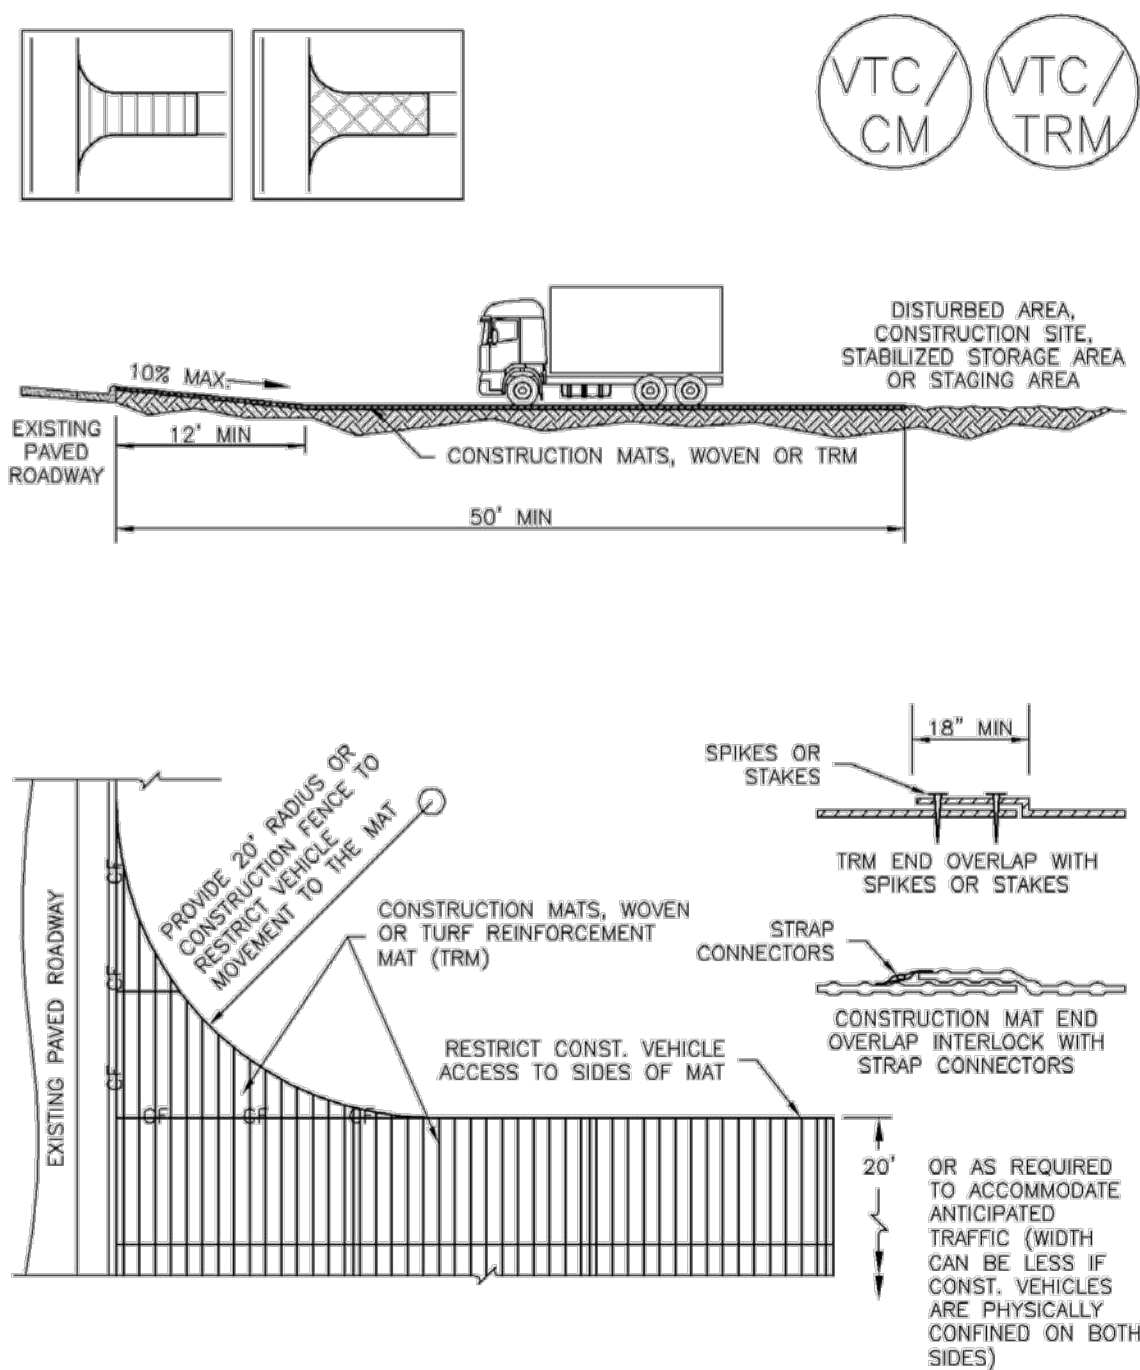 VTC/
CM
VTC/
TRM
DISTURBED AREA,
CONSTRUCTION SITE,
STABILIZED STORAGE AREA
OR STAGING AREA
10% MAX.
EXISTING
PAVED
ROADWAY
12' MIN
CONSTRUCTION MATS, WOVEN OR TRM
50' MIN
18" MIN
SPIKES OR
STAKES
TRM END OVERLAP WITH
SPIKES OR STAKES
PROVIDE 20' RADIUS OR
CONSTRUCTION FENCE TO
RESTRICT VEHICLE
MOVEMENT TO THE MAT
CONSTRUCTION MATS, WOVEN
OR TURF REINFORCEMENT
MAT (TRM)
STRAP
CONNECTORS
CONSTRUCTION MAT END
OVERLAP INTERLOCK WITH
STRAP CONNECTORS
RESTRICT CONST. VEHICLE
ACCESS TO SIDES OF MAT
EXISTING PAVED ROADWAY
CF
CF
CF
CF
CF
CF
20'
OR AS REQUIRED
TO ACCOMMODATE
ANTICIPATED
TRAFFIC (WIDTH
CAN BE LESS IF
CONST. VEHICLES
ARE PHYSICALLY
CONFINED ON BOTH
SIDES)